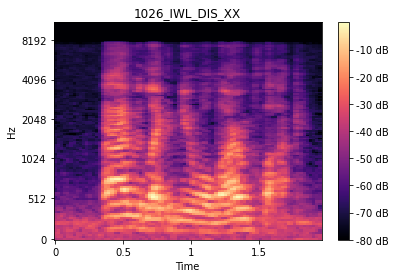 1026_IWL_DIS_XX
8192
4096
2048
1024
512
0
Hz
0
0.5
1
1.5
Time
-10 dB
-20 dB
-30 dB
-40 dB
-50 dB
-60 dB
-70 dB
-80 dB